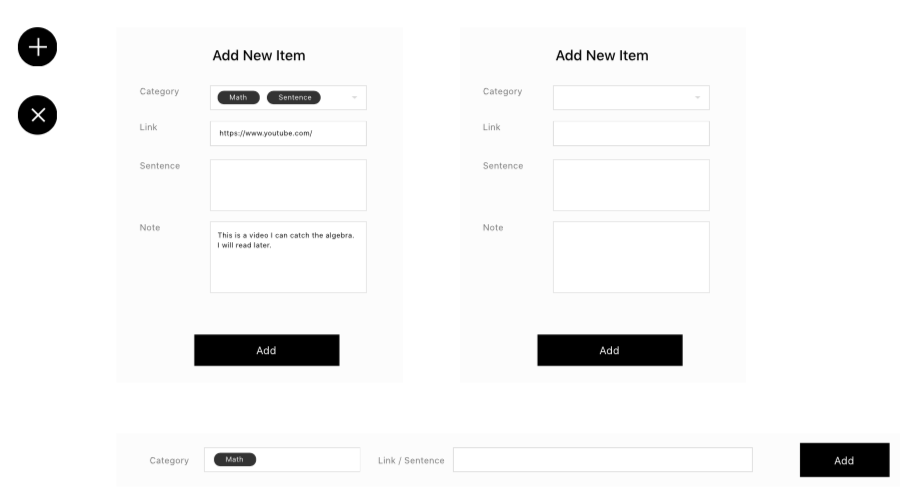 Add New Item
Category
Math Sentence
Link
https://www.youtube.com/
Sentence
Note
This is a video I can catch the algebra.
I will read later.
Add
Add New Item
Category
Link
Sentence
Note
Add
Category
Math
Link / Sentence
Add